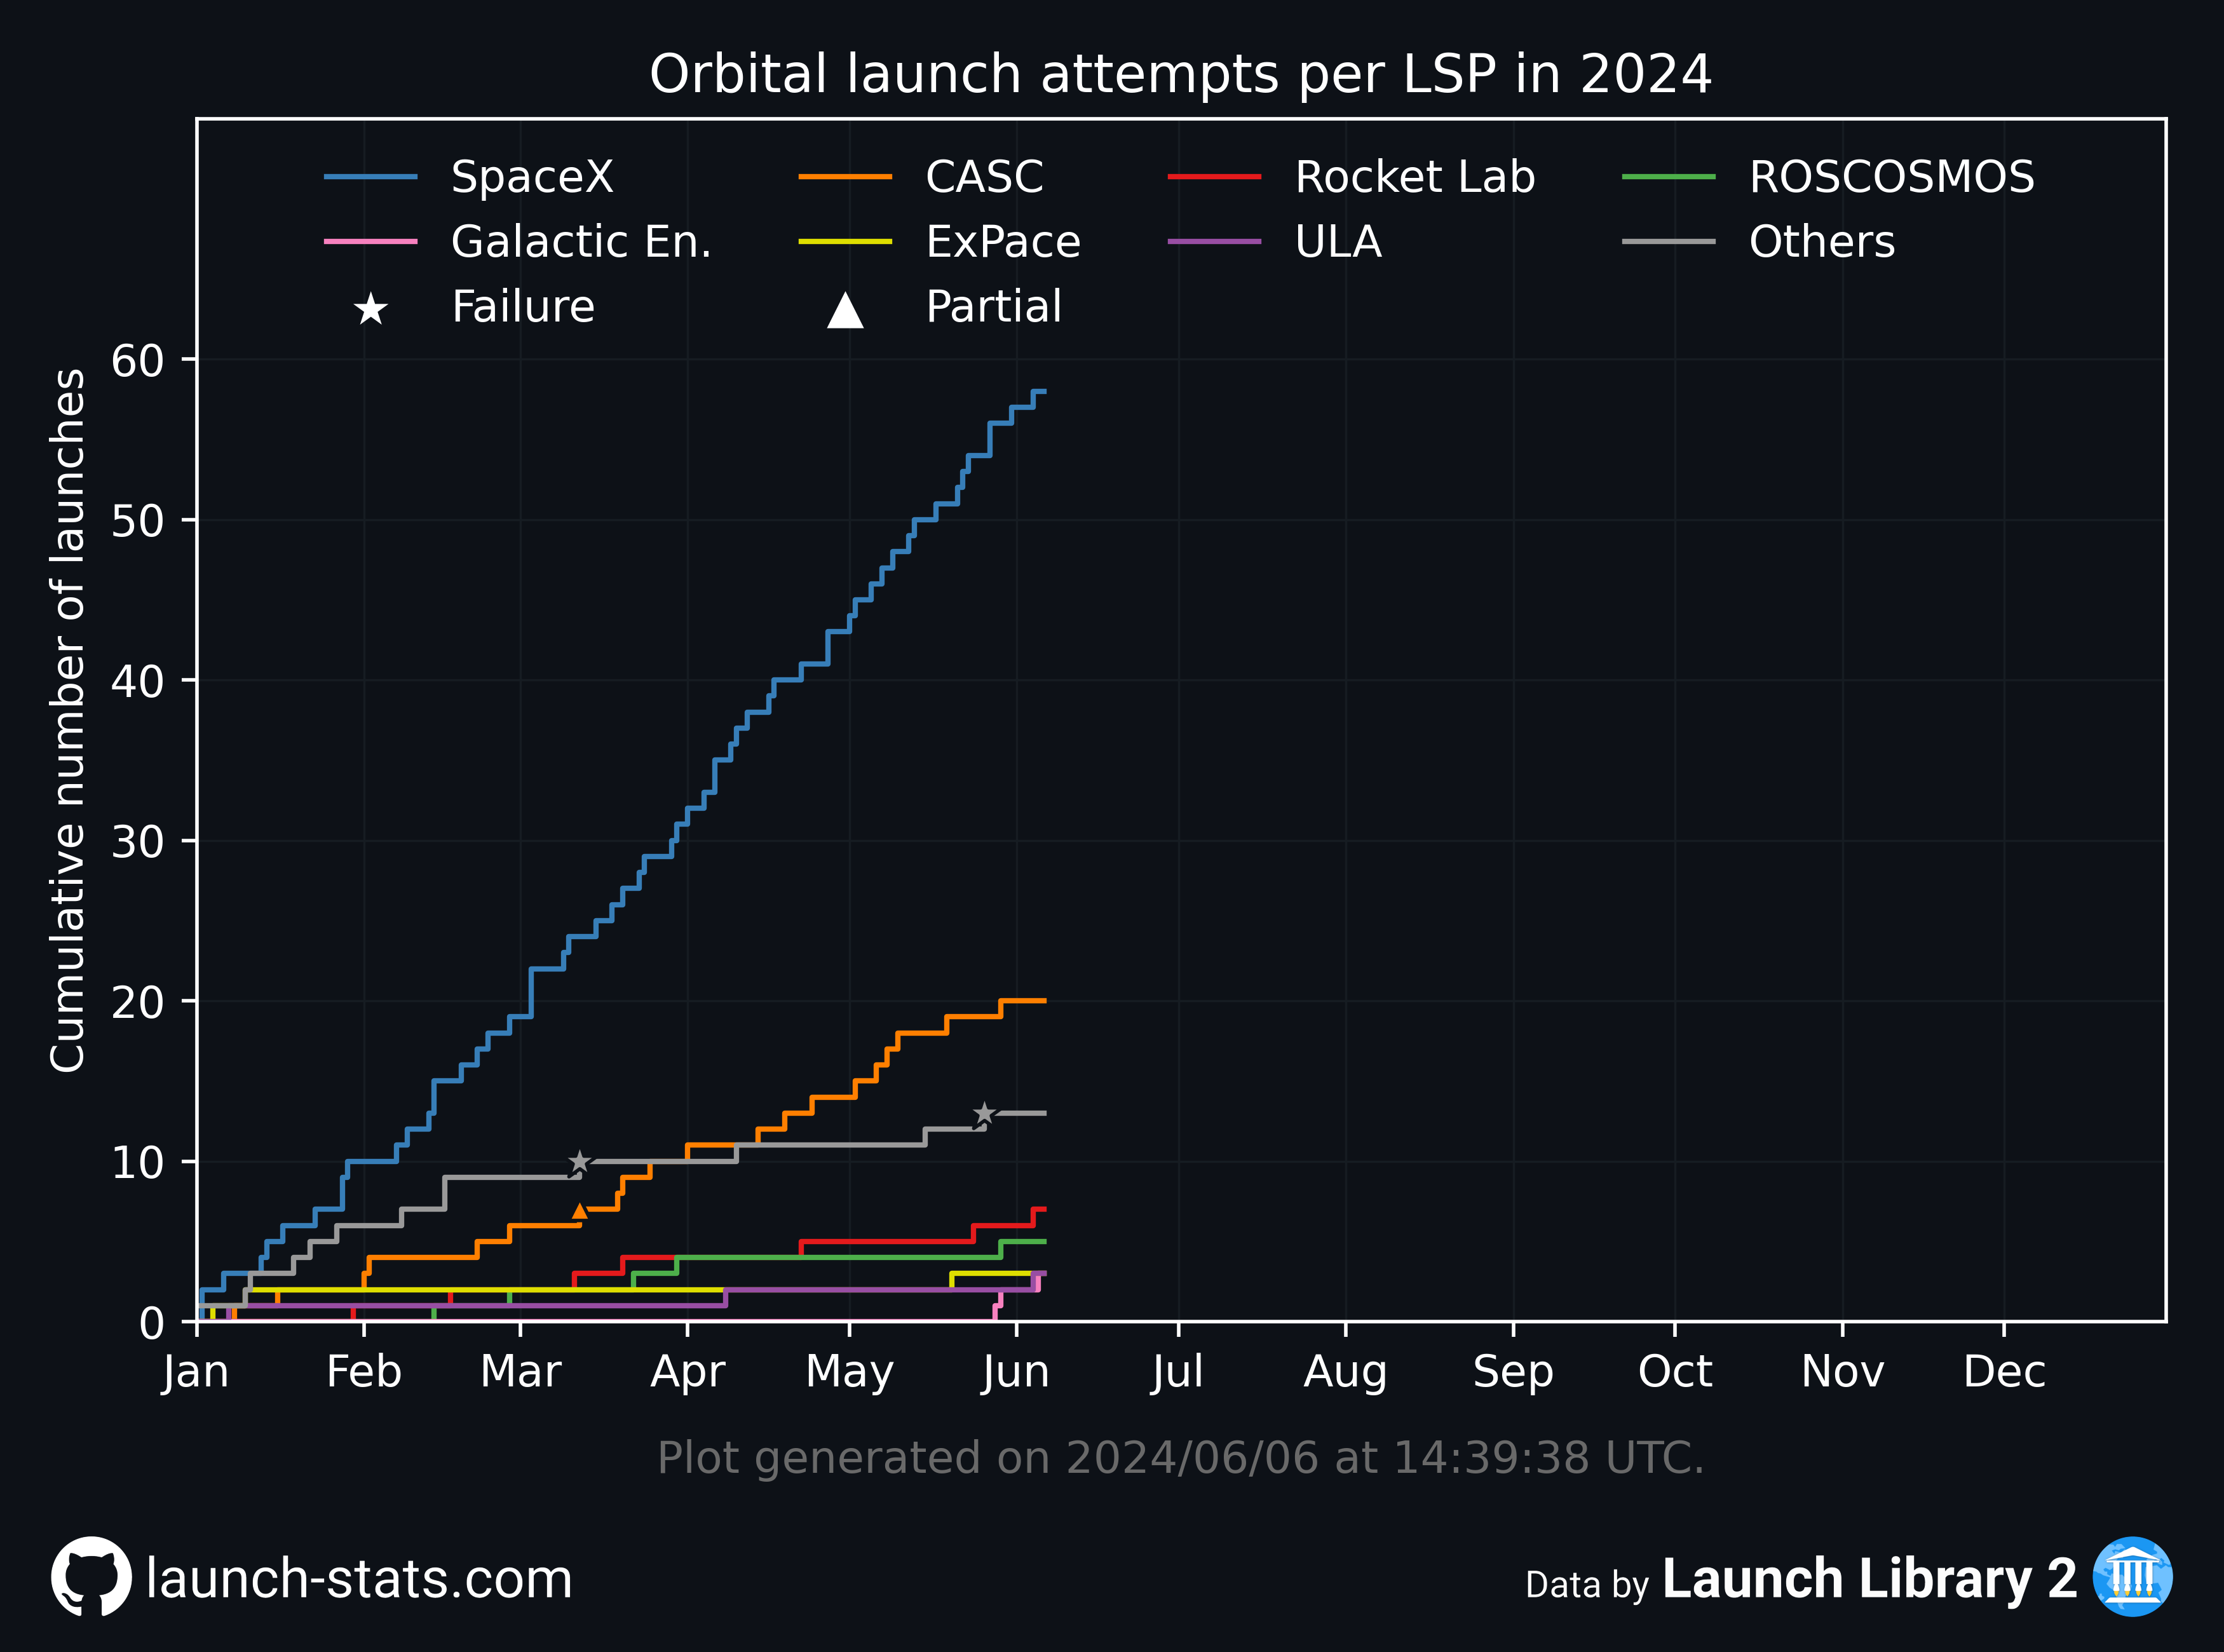 Orbital launch attempts per LSP in 2024
SpaceX CASC Rocket Lab ROSCOSMOS
Galactic En. ExPace ULA Others
Failure Partial
Cumulative number of launches
60
50
40
30
20
10
0
Jan Feb Mar Apr May Jun Jul Aug Sep Oct Nov Dec
Plot generated on 2024/06/06 at 14:39:38 UTC.
launch-stats.com
Data by Launch Library 2